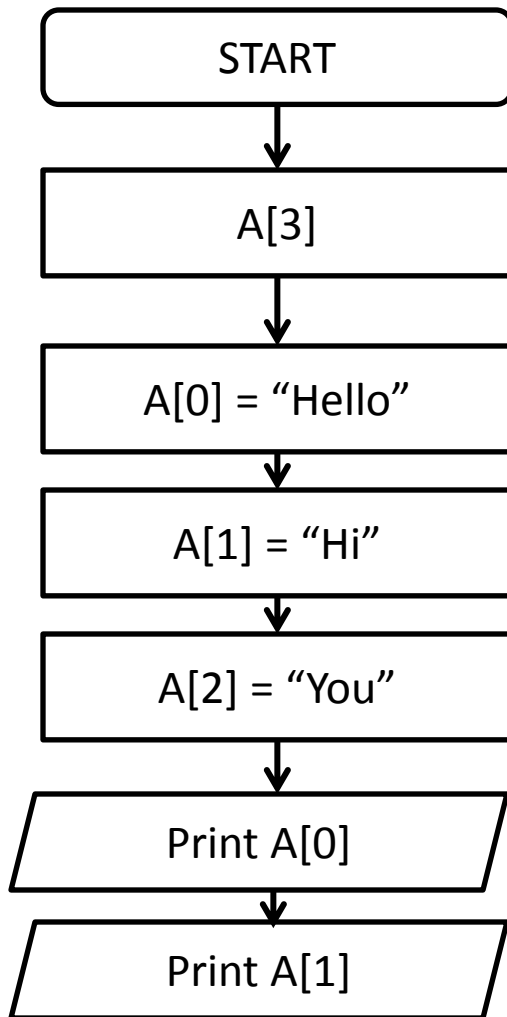 START
A[3]
A[0] = “Hello”
A[1] = “Hi”
A[2] = “You”
Print A[0]
Print A[1]